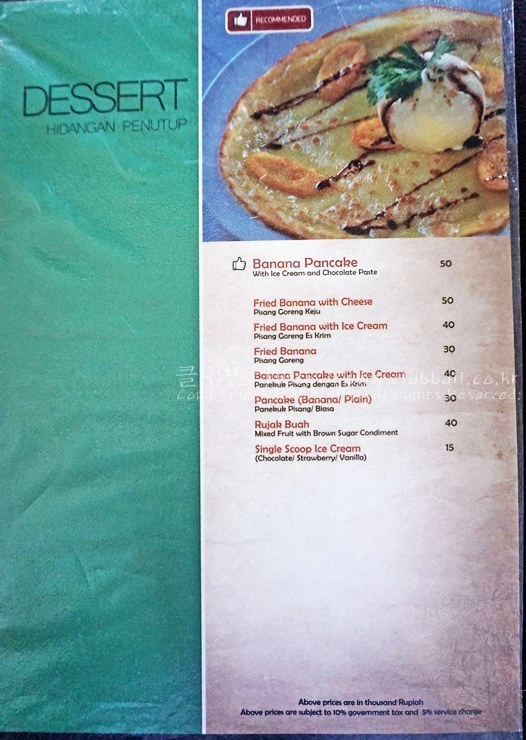 RECOMMENDED
DESSERT
HIDANGAN PENUTUP
Banana Pancake 50
With Ice Cream and Chocolate Paste
Fried Banana with Cheese 50
Pisang Goreng Keju
Fried Banana with Ice Cream 40
Pisang Goreng Es Krim
Fried Banana 30
Pisang Goreng
Banana Pancake with Ice Cream 40
Panekuk Pisang dengan Es Krim
Pancake (Banana/ Plain) 30
Panekuk Pisang/ Biasa
Rujak Buah 40
Mixed Fruit with Brown Sugar Condiment
Single Scoop Ice Cream 15
(Chocolate/ Strawberry/ Vanilla)
Above prices are in thousand Rupiah
Above prices are subject to 10% government tax and 5% service charge